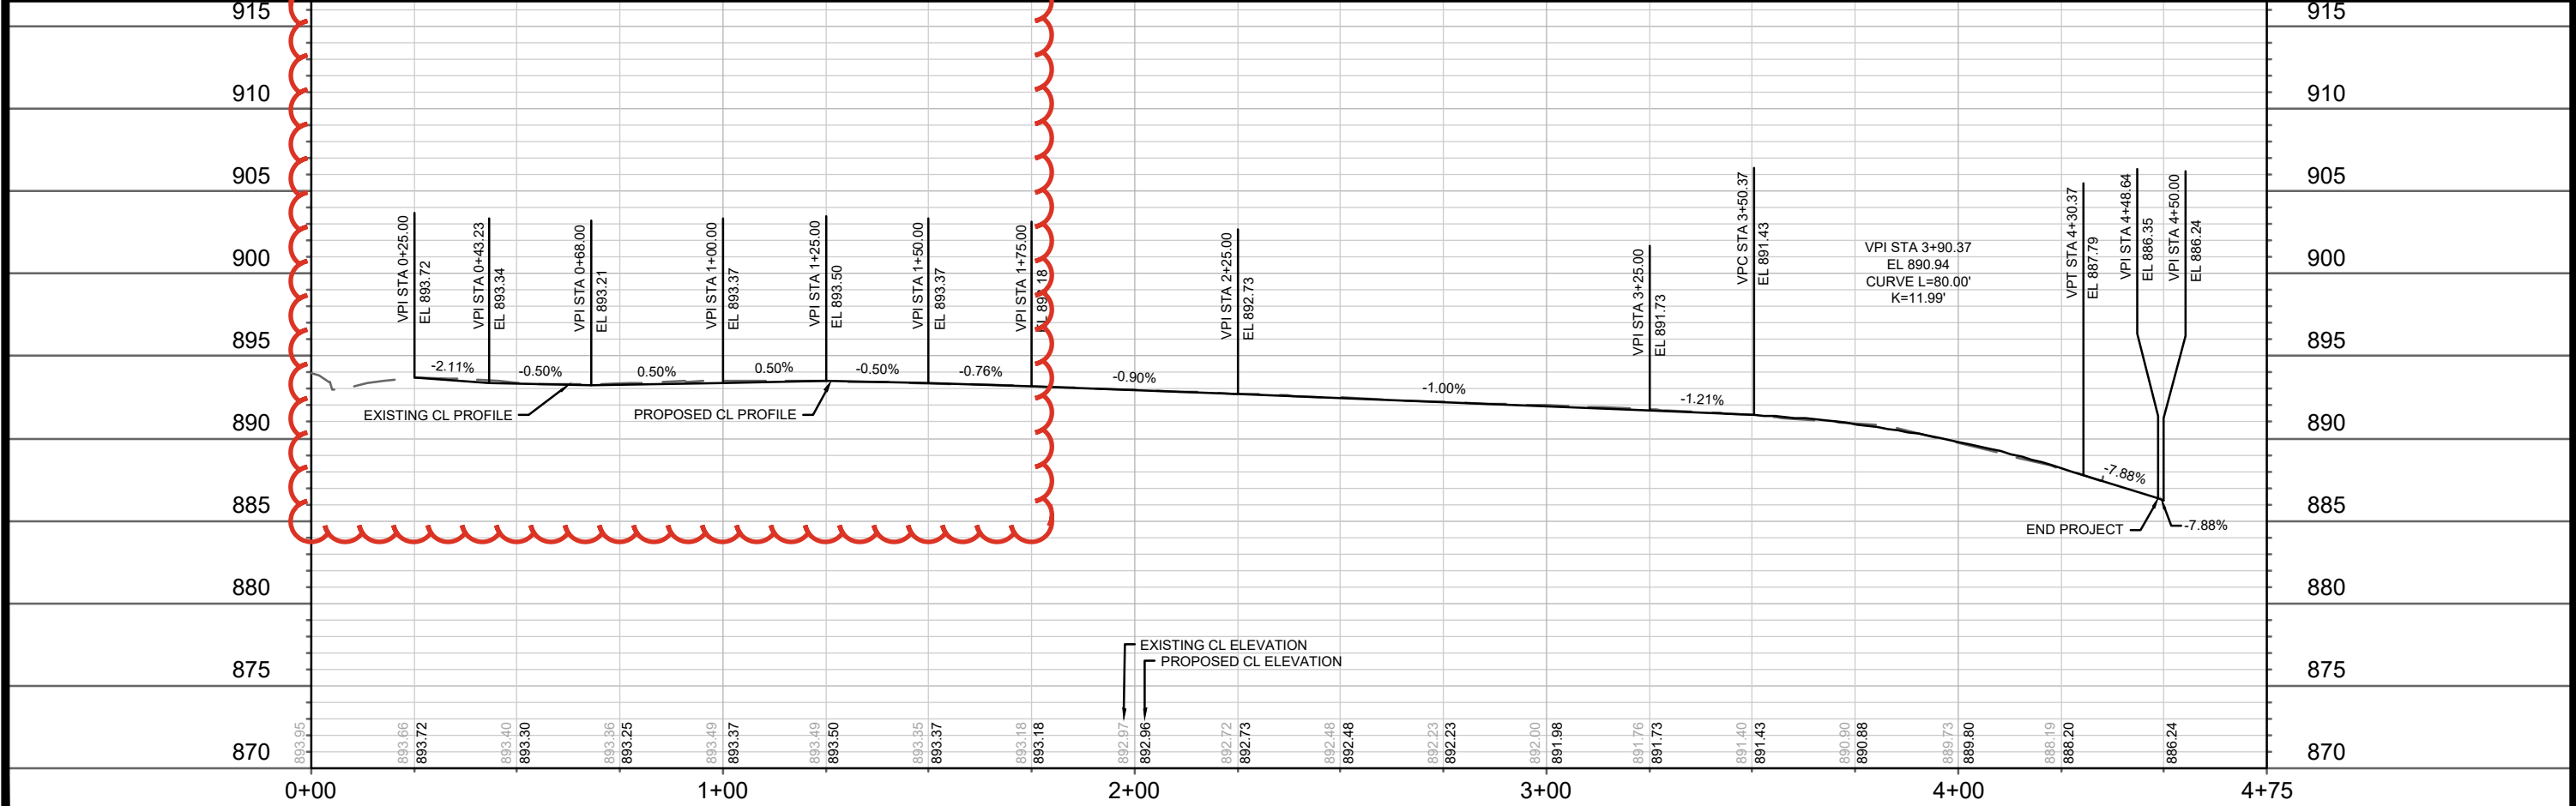 915
915
910
910
905
905
900
900
895
895
890
890
885
885
880
880
875
875
870
870
VPI STA 0+25.00
EL 893.72
VPI STA 0+43.23
EL 893.34
VPI STA 0+68.00
EL 893.21
VPI STA 1+00.00
EL 893.37
VPI STA 1+25.00
EL 893.50
VPI STA 1+50.00
EL 893.37
VPI STA 1+75.00
EL 893.18
VPI STA 2+25.00
EL 892.73
VPI STA 3+25.00
EL 891.73
VPC STA 3+50.37
EL 891.43
VPI STA 3+90.37
EL 890.94
CURVE L=80.00'
K=11.99'
VPT STA 4+30.37
EL 887.79
VPI STA 4+48.64
EL 886.35
VPI STA 4+50.00
EL 886.24
-2.11%
-0.50%
0.50%
0.50%
-0.50%
-0.76%
-0.90%
-1.00%
-1.21%
-7.88%
-7.88%
EXISTING CL PROFILE
PROPOSED CL PROFILE
END PROJECT
EXISTING CL ELEVATION
PROPOSED CL ELEVATION
893.95
893.66
893.72
893.40
893.30
893.36
893.25
893.49
893.37
893.49
893.50
893.35
893.37
893.18
893.18
892.97
892.96
892.72
892.73
892.48
892.48
892.23
892.23
892.00
891.98
891.76
891.73
891.40
891.43
890.90
890.88
889.73
889.80
888.19
888.20
886.24
0+00
1+00
2+00
3+00
4+00
4+75